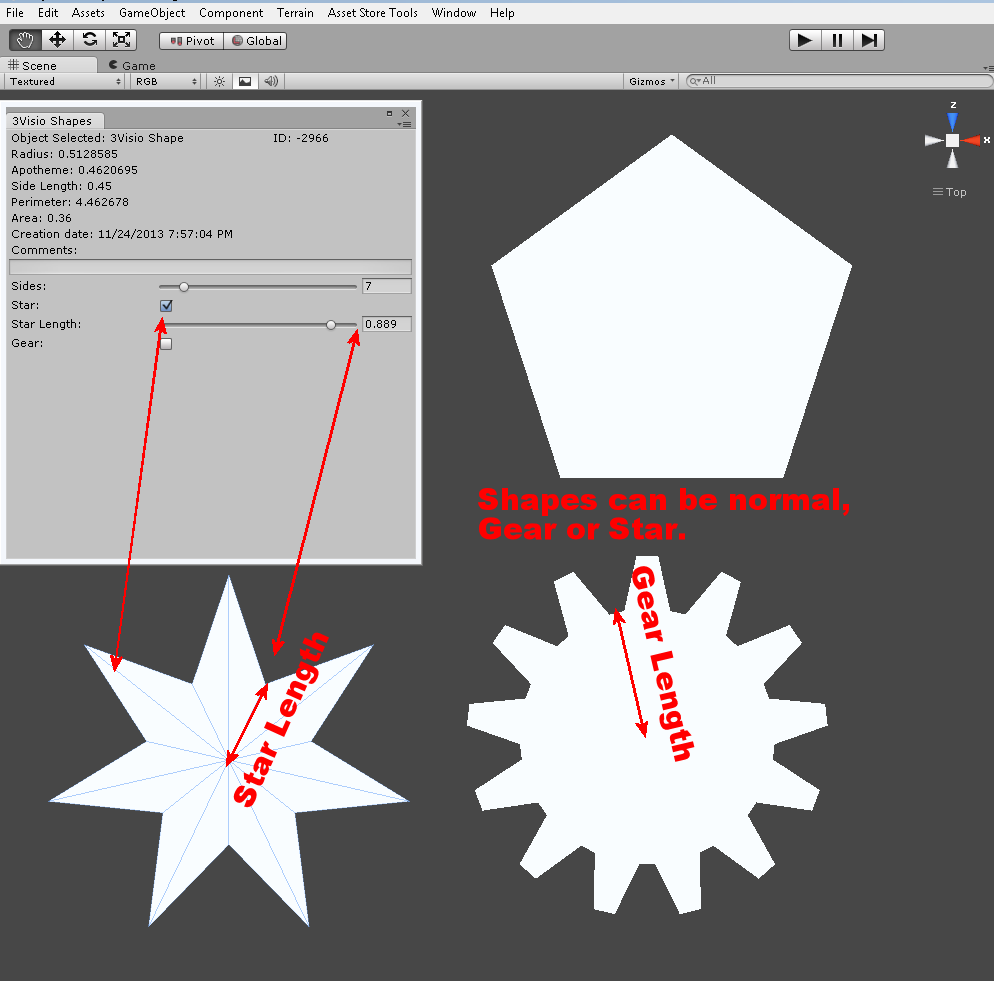 File Edit Assets GameObject Component Terrain Asset Store Tools Window Help
Pivot Global
Scene Game
Textured RGB Gizmos All
3Visio Shapes
Object Selected: 3Visio Shape ID: -2966
Radius: 0.5128585
Apotheme: 0.4620695
Side Length: 0.45
Perimeter: 4.462678
Area: 0.36
Creation date: 11/24/2013 7:57:04 PM
Comments:
Sides: 7
Star:
Star Length: 0.889
Gear:
z
x
Top
Shapes can be normal,
Gear or Star.
Star Length
Gear Length